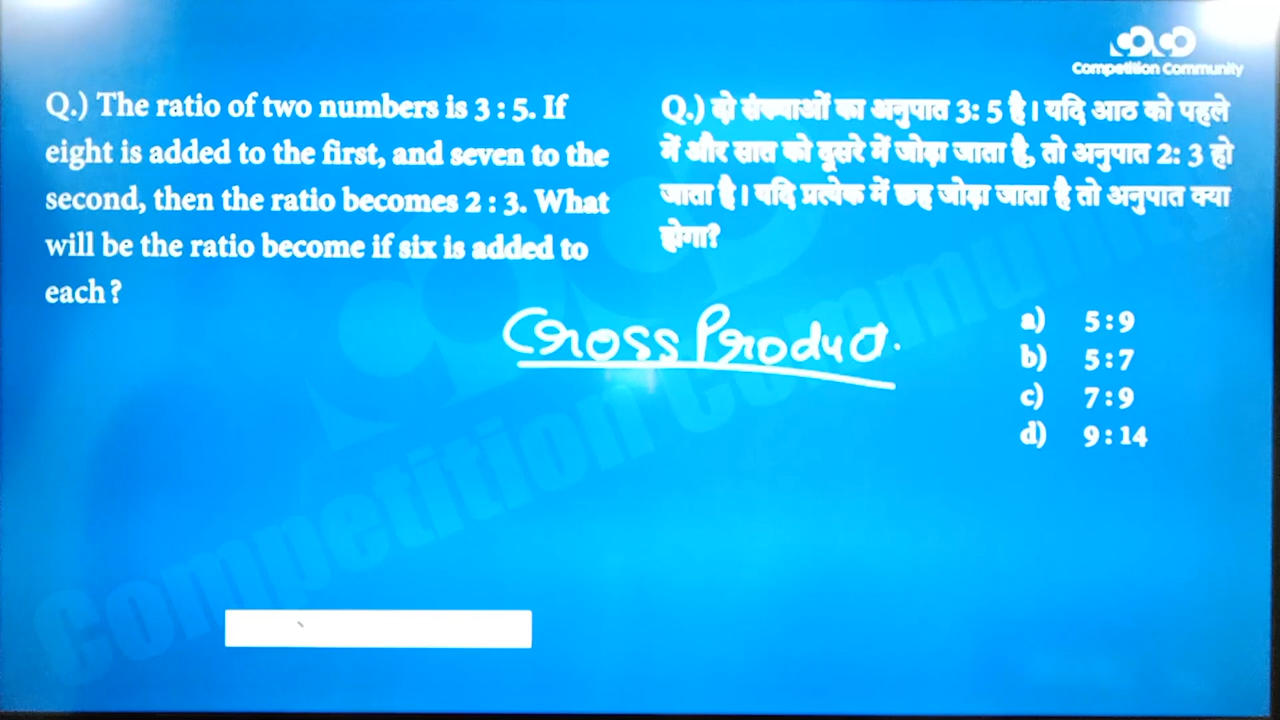 Competition Community
Q.) The ratio of two numbers is 3 : 5. If
eight is added to the first, and seven to the
second, then the ratio becomes 2 : 3. What
will be the ratio become if six is added to
each?
Q.) दो संख्याओं का अनुपात 3: 5 है। यदि आठ को पहले
में और सात को दूसरे में जोड़ा जाता है, तो अनुपात 2: 3 हो
जाता है। यदि प्रत्येक में छह जोड़ा जाता है तो अनुपात क्या
होगा?
Cross Product.
a) 5 : 9
b) 5 : 7
c) 7 : 9
d) 9 : 14
Competition Community